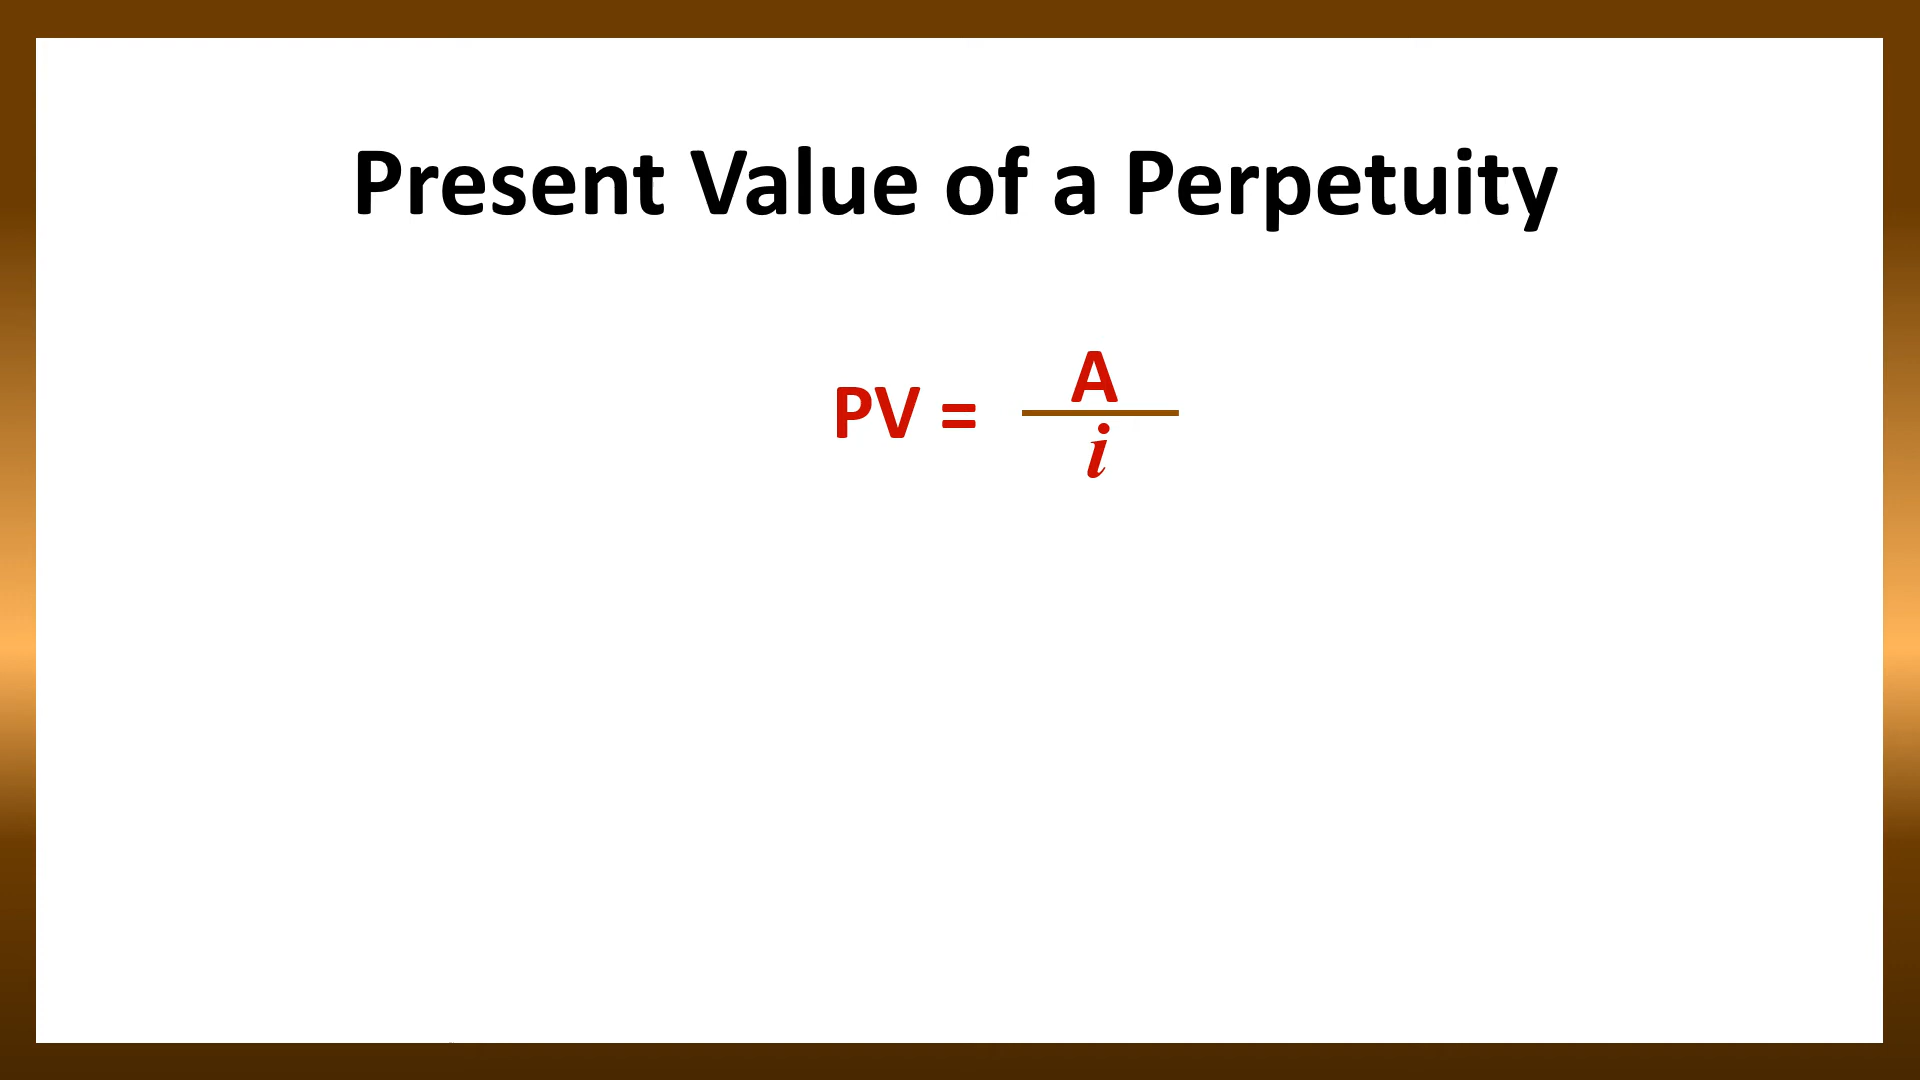 Present Value of a Perpetuity
PV = A
i